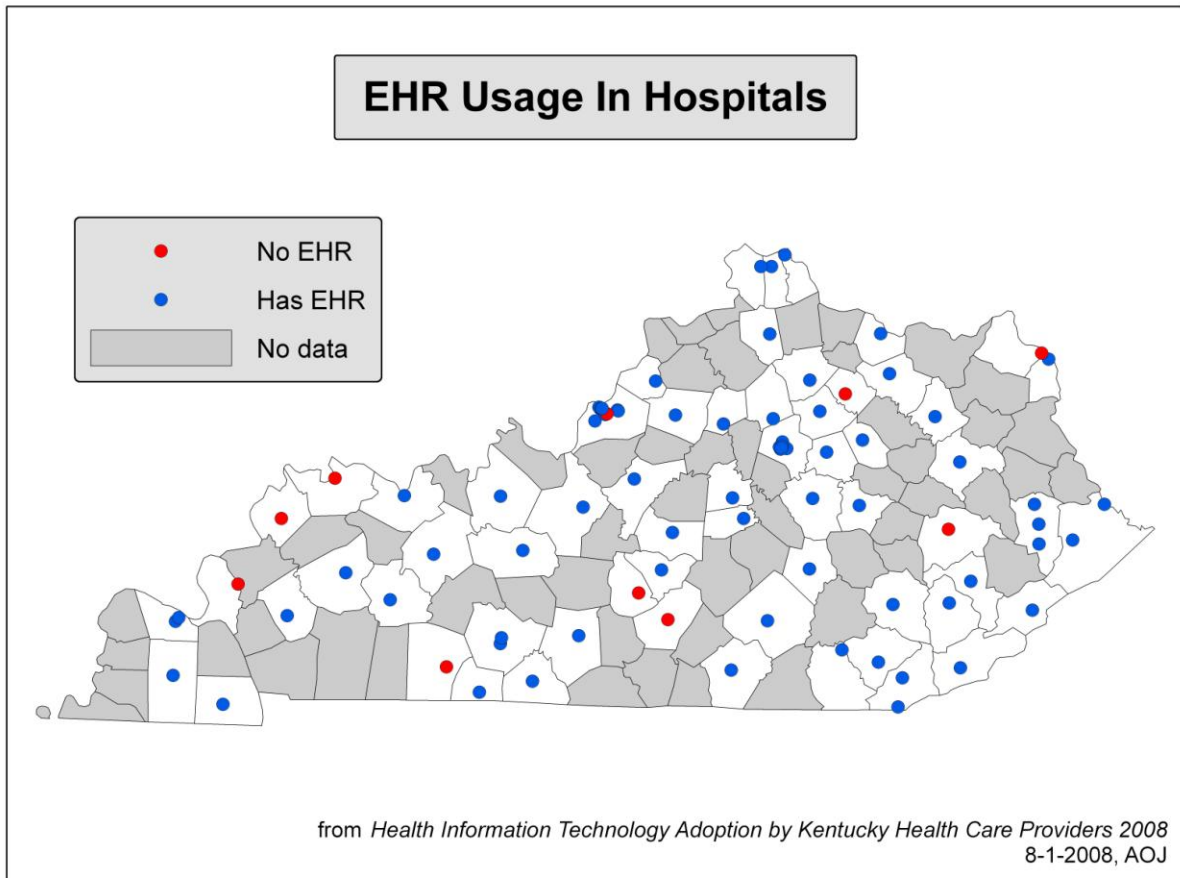 EHR Usage In Hospitals
No EHR
Has EHR
No data
from Health Information Technology Adoption by Kentucky Health Care Providers 2008
8-1-2008, AOJ